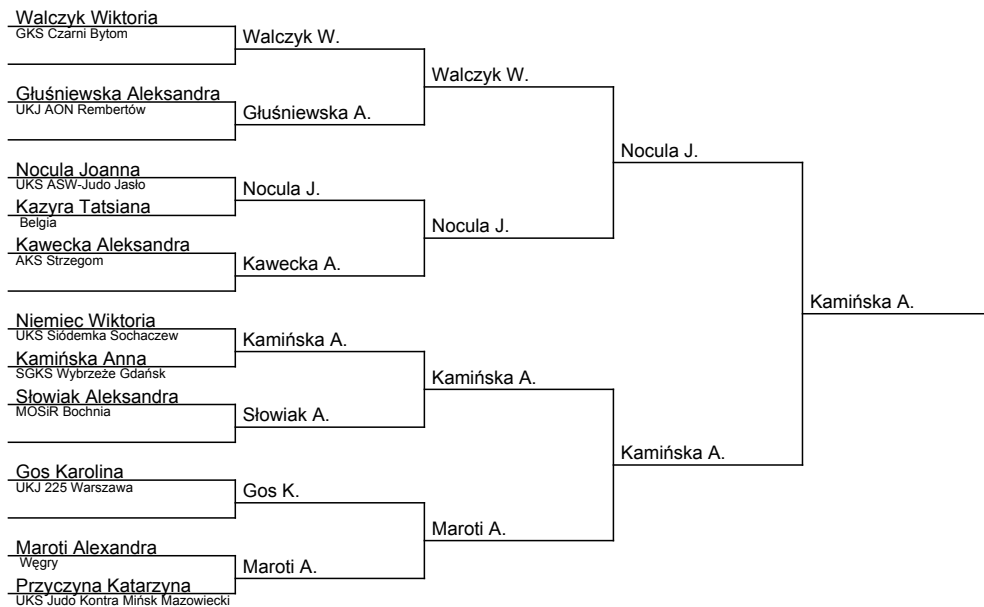 Walczyk Wiktoria
GKS Czarni Bytom
Głuśniewska Aleksandra
UKJ AON Rembertów
Nocula Joanna
UKS ASW-Judo Jasło
Kazyra Tatsiana
Belgia
Kawecka Aleksandra
AKS Strzegom
Niemiec Wiktoria
UKS Siódemka Sochaczew
Kamińska Anna
SGKS Wybrzeże Gdańsk
Słowiak Aleksandra
MOSiR Bochnia
Gos Karolina
UKJ 225 Warszawa
Maroti Alexandra
Węgry
Przyczyna Katarzyna
UKS Judo Kontra Mińsk Mazowiecki
Walczyk W.
Głuśniewska A.
Nocula J.
Kawecka A.
Kamińska A.
Słowiak A.
Gos K.
Maroti A.
Walczyk W.
Nocula J.
Kamińska A.
Maroti A.
Nocula J.
Kamińska A.
Kamińska A.